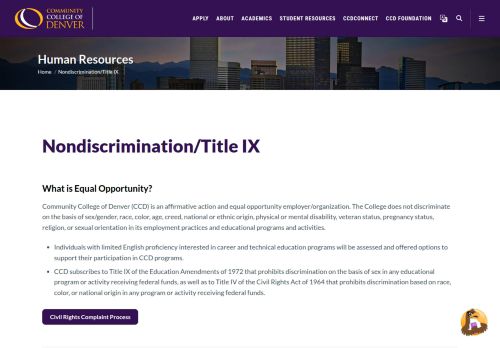 COMMUNITY
COLLEGE OF
DENVER
APPLY ABOUT ACADEMICS STUDENT RESOURCES CCDCONNECT CCD FOUNDATION
Human Resources
Home / Nondiscrimination/Title IX
Nondiscrimination/Title IX
What is Equal Opportunity?
Community College of Denver (CCD) is an affirmative action and equal opportunity employer/organization. The College does not discriminate
on the basis of sex/gender, race, color, age, creed, national or ethnic origin, physical or mental disability, veteran status, pregnancy status,
religion, or sexual orientation in its employment practices and educational programs and activities.
Individuals with limited English proficiency interested in career and technical education programs will be assessed and offered options to
support their participation in CCD programs.
CCD subscribes to Title IX of the Education Amendments of 1972 that prohibits discrimination on the basis of sex in any educational
program or activity receiving federal funds, as well as to Title IV of the Civil Rights Act of 1964 that prohibits discrimination based on race,
color, or national origin in any program or activity receiving federal funds.
Civil Rights Complaint Process